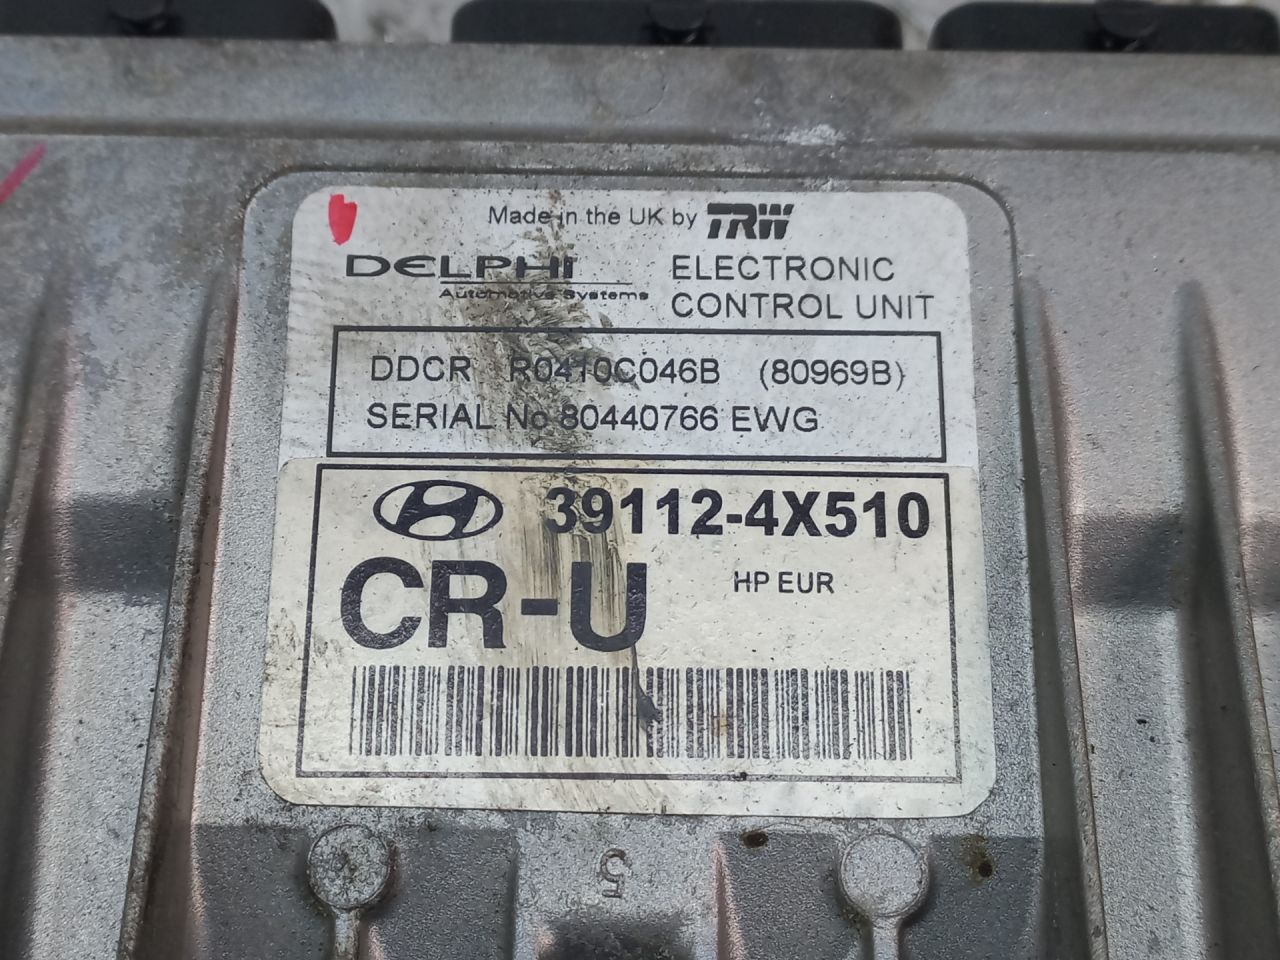 Made in the UK by TRW
DELPHI
Automotive Systems
ELECTRONIC
CONTROL UNIT
DDCR R0410C046B (80969B)
SERIAL No 80440766 EWG
39112-4X510
CR-U HP EUR
5